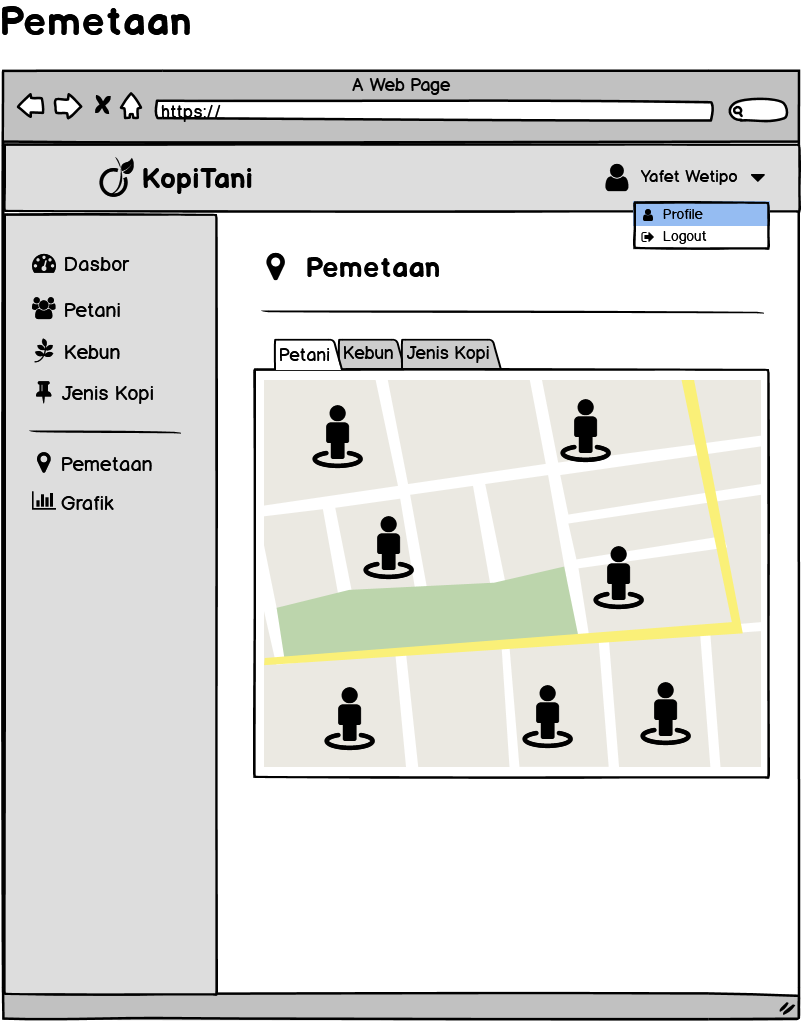 Pemetaan
A Web Page
https://
KopiTani
Yafet Wetipo
Profile
Logout
Dasbor
Petani
Kebun
Jenis Kopi
Pemetaan
Grafik
Pemetaan
Petani Kebun Jenis Kopi